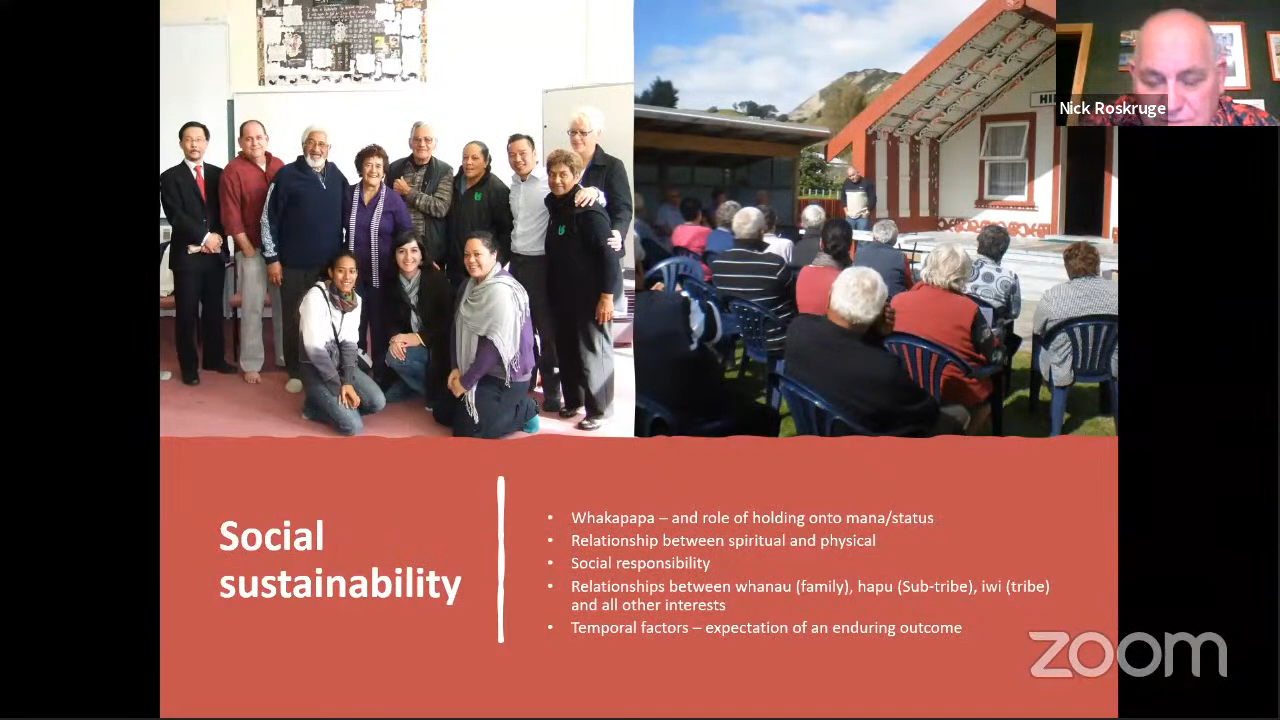 HI
Nick Roskruge
Social
sustainability
• Whakapapa – and role of holding onto mana/status
• Relationship between spiritual and physical
• Social responsibility
• Relationships between whanau (family), hapu (Sub-tribe), iwi (tribe)
and all other interests
• Temporal factors – expectation of an enduring outcome
zoom